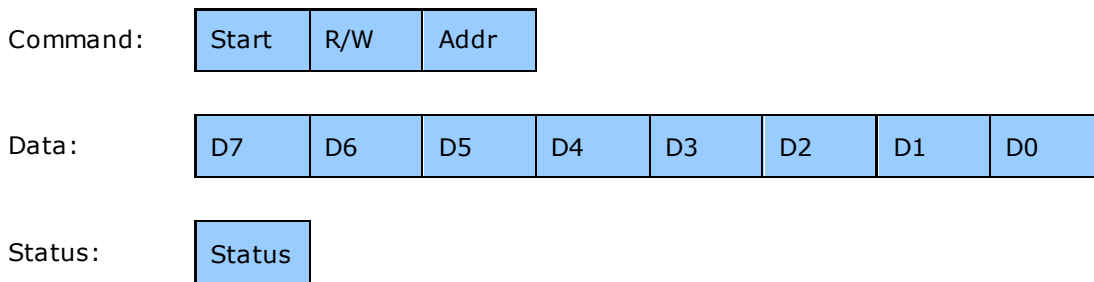 Command: Start R/W Addr
Data: D7 D6 D5 D4 D3 D2 D1 D0
Status: Status